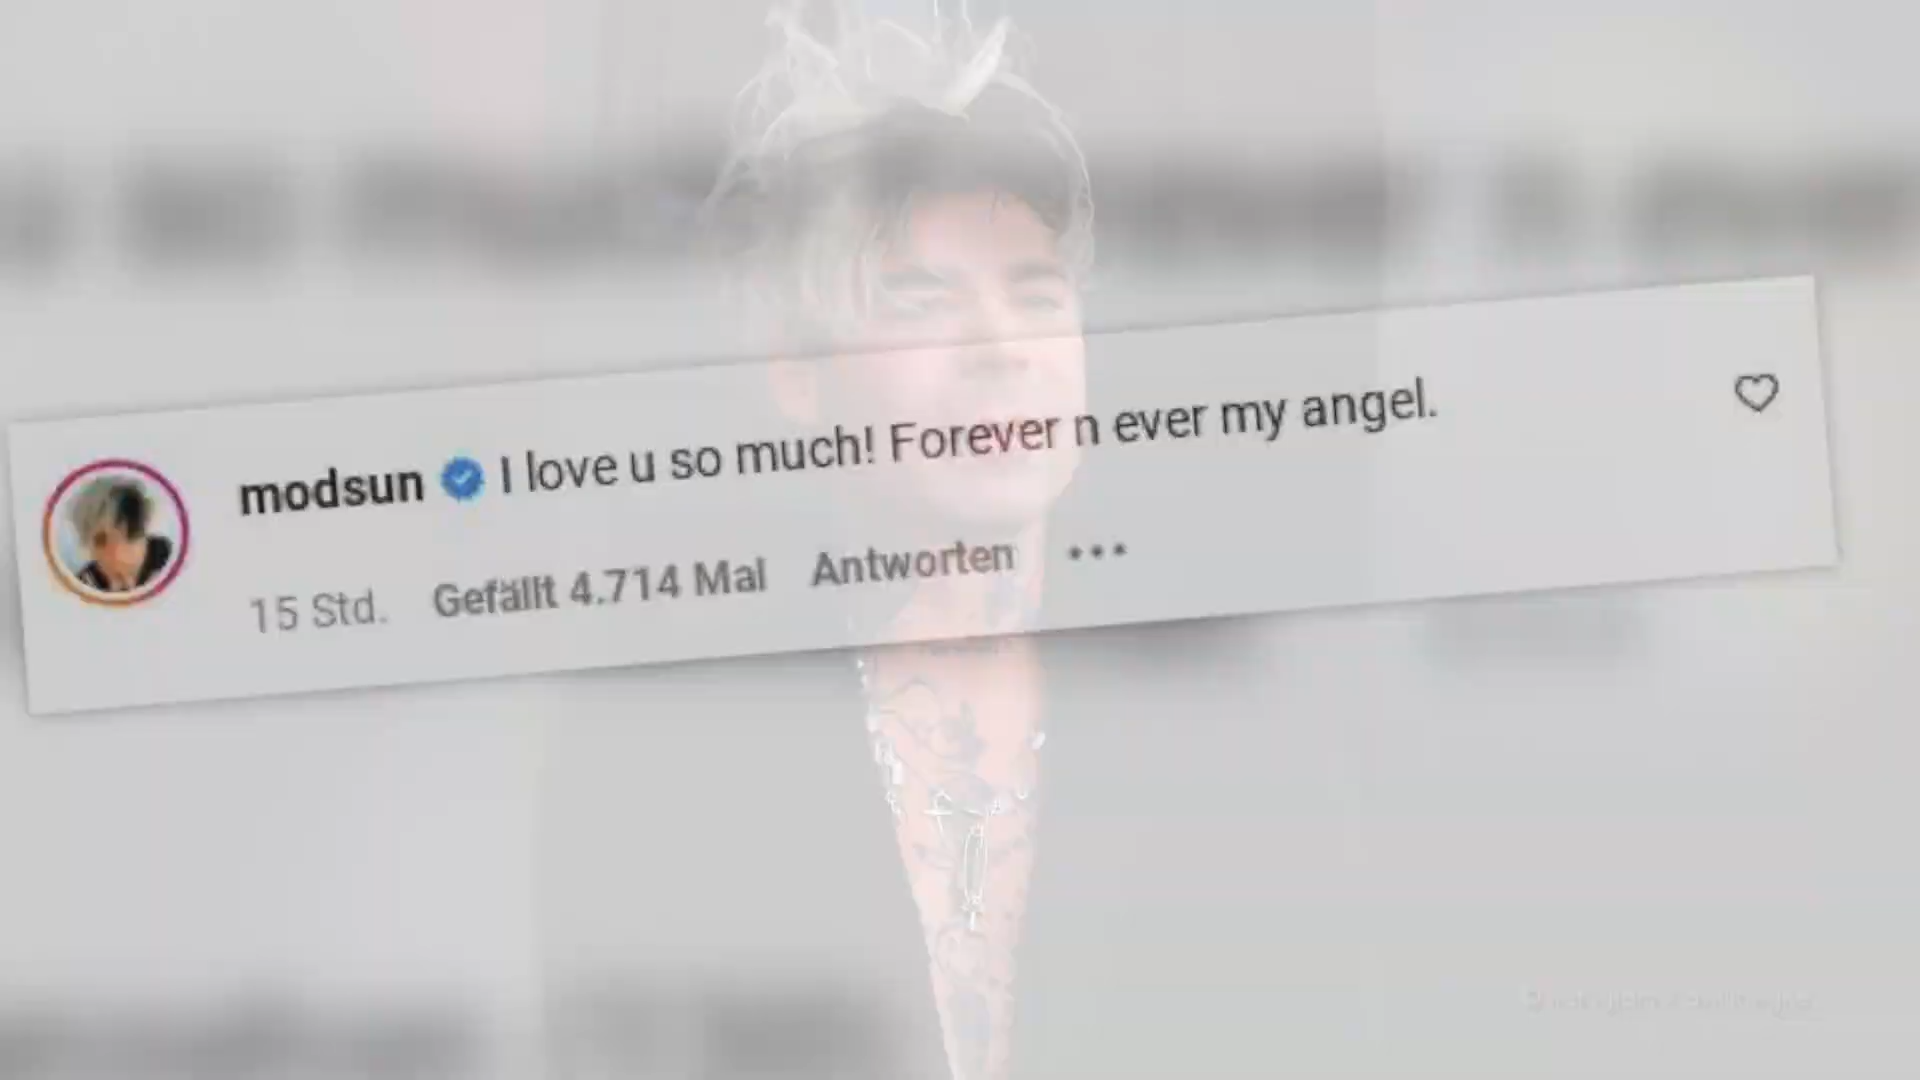 modsun I love u so much! Forever n ever my angel.
15 Std. Gefällt 4.714 Mal Antworten •••